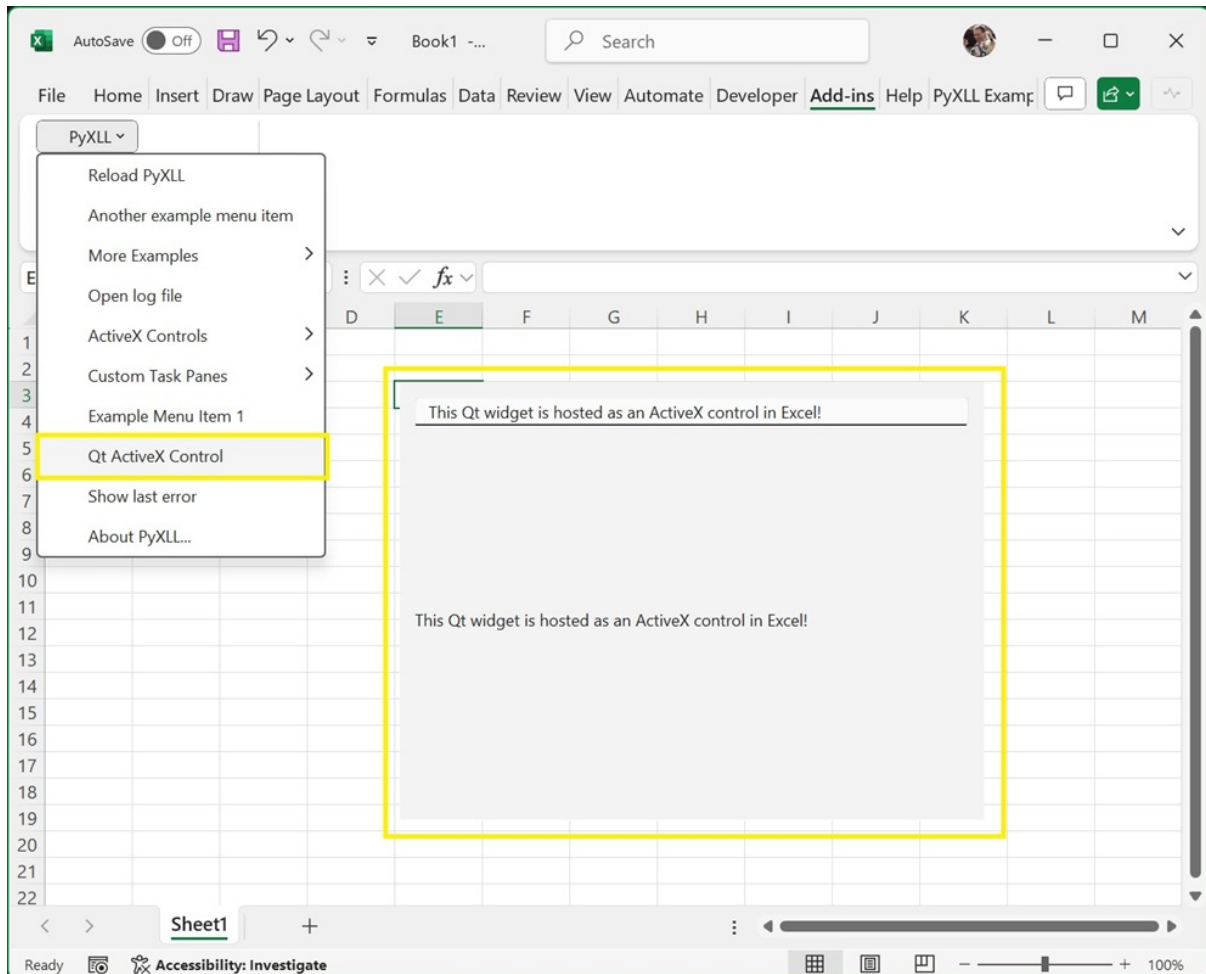 AutoSave Off Book1 -... Search
File Home Insert Draw Page Layout Formulas Data Review View Automate Developer Add-ins Help PyXLL Examp
PyXLL
Reload PyXLL
Another example menu item
More Examples
Open log file
ActiveX Controls
Custom Task Panes
Example Menu Item 1
Qt ActiveX Control
Show last error
About PyXLL...
E fx
D E F G H I J K L M
1
2
3
4
5
6
7
8
9
10
11
12
13
14
15
16
17
18
19
20
21
22
This Qt widget is hosted as an ActiveX control in Excel!
This Qt widget is hosted as an ActiveX control in Excel!
Sheet1
Ready Accessibility: Investigate 100%